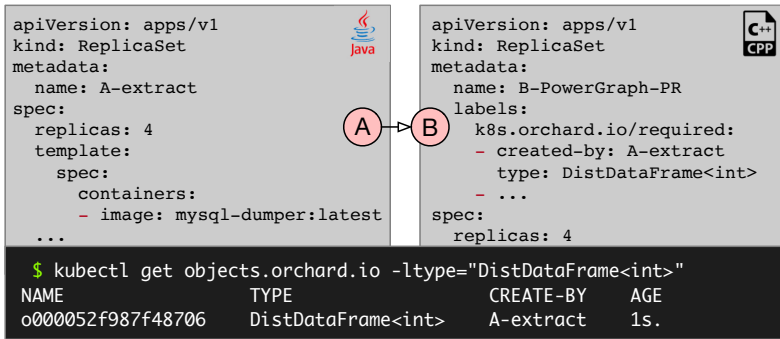 apiVersion: apps/v1
kind: ReplicaSet
metadata:
  name: A-extract
spec:
  replicas: 4
  template:
    spec:
      containers:
      - image: mysql-dumper:latest
  ...
Java
A
B
apiVersion: apps/v1
kind: ReplicaSet
metadata:
  name: B-PowerGraph-PR
  labels:
    k8s.orchard.io/required:
    - created-by: A-extract
      type: DistDataFrame<int>
    - ...
spec:
  replicas: 4
C++
CPP
$ kubectl get objects.orchard.io -ltype="DistDataFrame<int>"
NAME TYPE CREATE-BY AGE
o000052f987f48706 DistDataFrame<int> A-extract 1s.